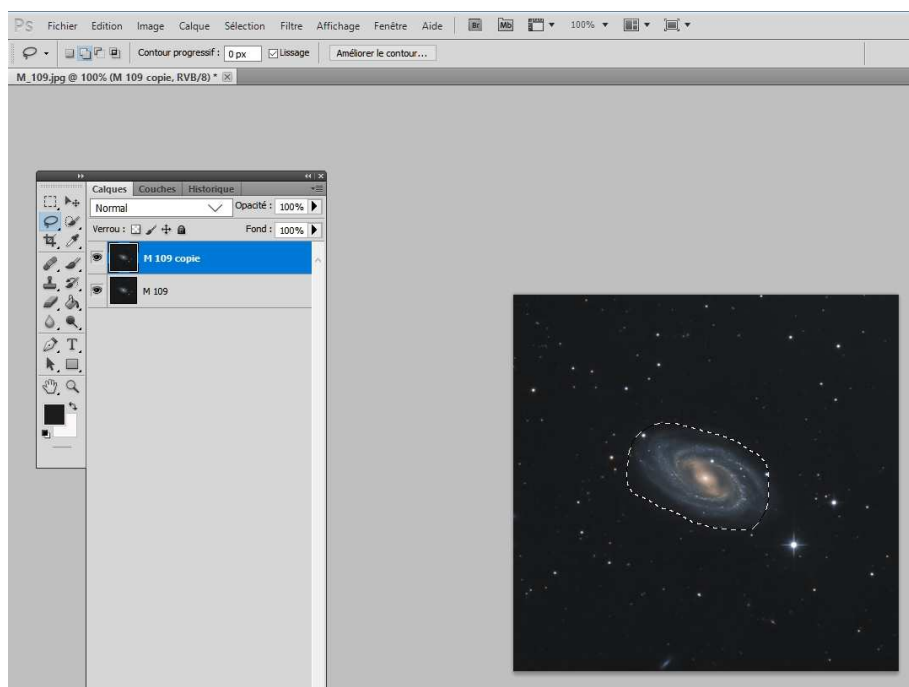 PS Fichier Edition Image Calque Sélection Filtre Affichage Fenêtre Aide Br Mb 100%
Contour progressif : 0 px Lissage Améliorer le contour...
M_109.jpg @ 100% (M 109 copie, RVB/8) *
Calques Couches Historique
Normal Opacité : 100%
Verrou : Fond : 100%
M 109 copie
M 109
T